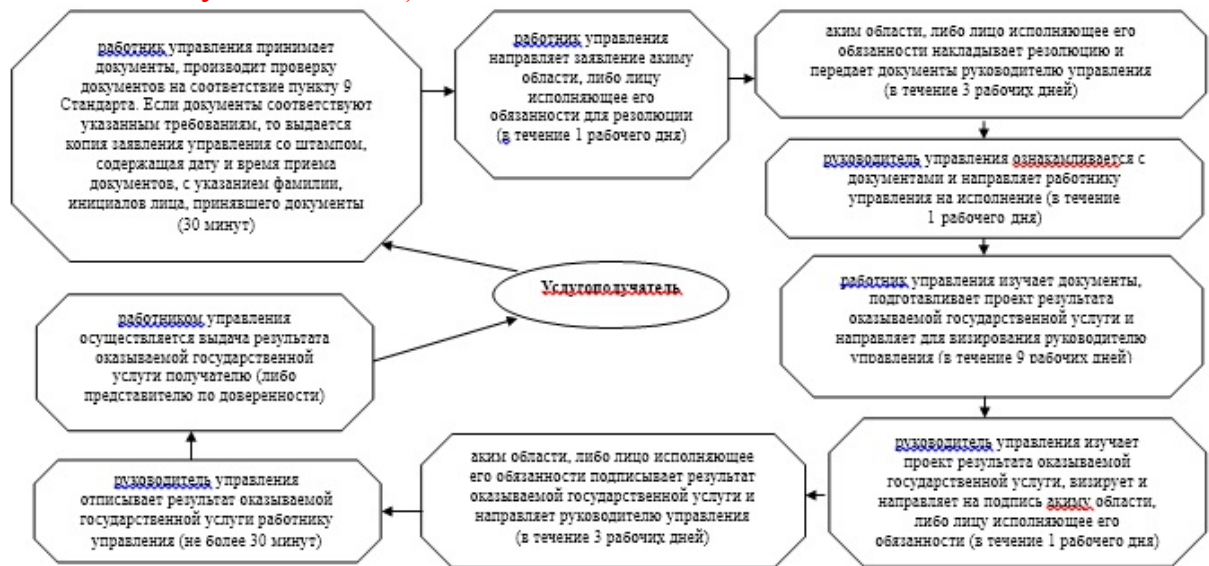 работник управления принимает
документы, производит проверку
документов на соответствие пункту 9
Стандарта. Если документы соответствуют
указанным требованиям, то выдается
копия заявления управления со штампом,
содержащая дату и время приема
документов, с указанием фамилии,
инициалов лица, принявшего документы
(30 минут)
работник управления
направляет заявление акиму
области, либо лицу
исполняющее его
обязанности для резолюции
(в течение 1 рабочего дня)
аким области, либо лицо исполняющее его
обязанности накладывает резолюцию и
передает документы руководителю управления
(в течение 3 рабочих дней)
руководитель управления ознакамливается с
документами и направляет работнику
управления на исполнение (в течение
1 рабочего дня)
работник управления изучает документы,
подготавливает проект результата
оказываемой государственной услуги и
направляет для визирования руководителю
управления (в течение 9 рабочих дней)
руководитель управления изучает
проект результата оказываемой
государственной услуги, визирует и
направляет на подпись акиму области,
либо лицу исполняющее его
обязанности (в течение 1 рабочего дня)
аким области, либо лицо исполняющее
его обязанности подписывает результат
оказываемой государственной услуги и
направляет руководителю управления
(в течение 3 рабочих дней)
руководитель управления
отписывает результат оказываемой
государственной услуги работнику
управления (не более 30 минут)
работником управления
осуществляется выдача результата
оказываемой государственной
услуги получателю (либо
представителю по доверенности)
Услугополучатель